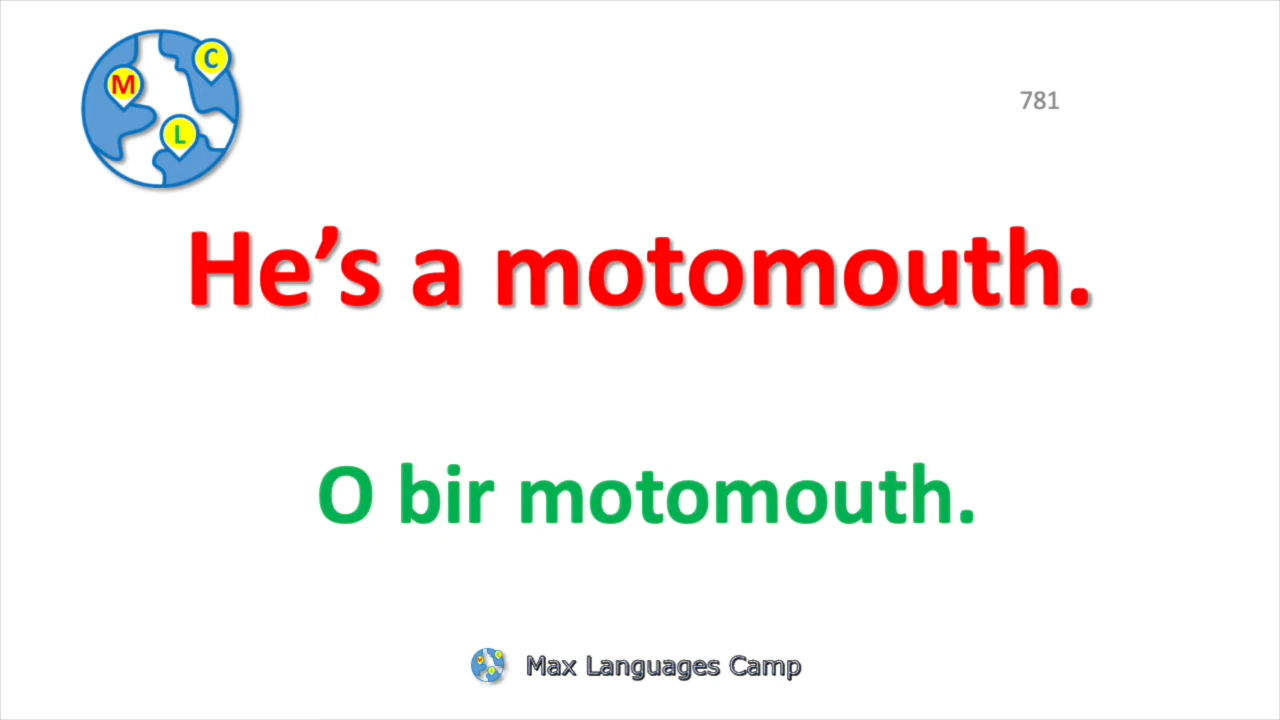 C
M
L
781
He’s a motomouth.
O bir motomouth.
Max Languages Camp